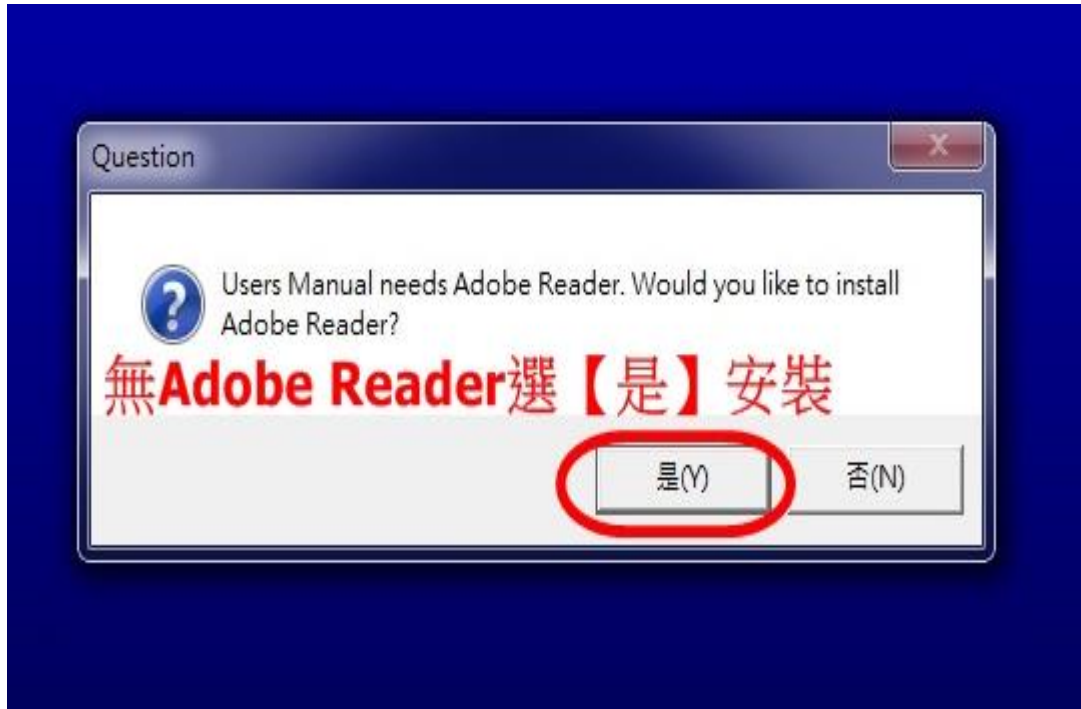 Question
Users Manual needs Adobe Reader. Would you like to install
Adobe Reader?
無Adobe Reader選【是】安裝
是(Y)
否(N)